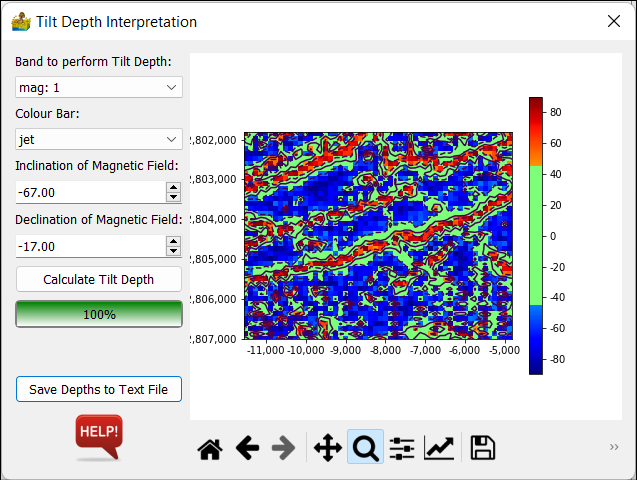 Tilt Depth Interpretation
Band to perform Tilt Depth:
mag: 1
Colour Bar:
jet
Inclination of Magnetic Field:
-67.00
Declination of Magnetic Field:
-17.00
Calculate Tilt Depth
100%
Save Depths to Text File
HELP!
2,802,000
2,803,000
2,804,000
2,805,000
2,806,000
2,807,000
-11,000 -10,000 -9,000 -8,000 -7,000 -6,000 -5,000
80
60
40
20
0
-20
-40
-60
-80